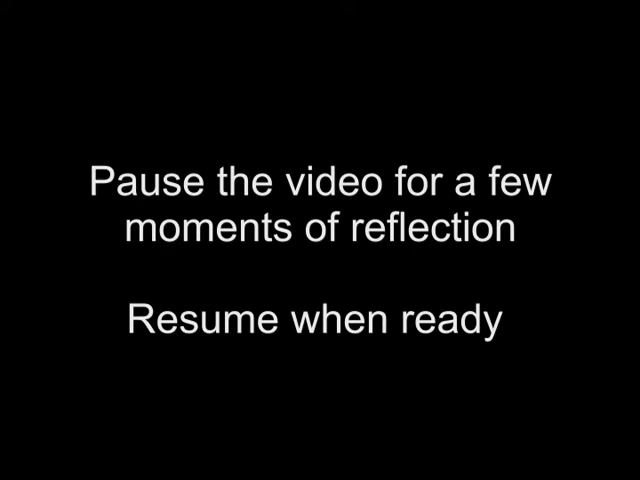 Pause the video for a few
moments of reflection
Resume when ready